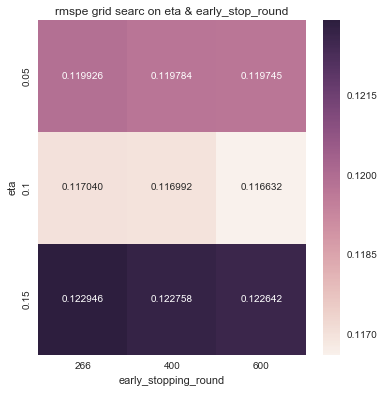 rmspe grid searc on eta & early_stop_round
0.05 0.119926 0.119784 0.119745
0.1 0.117040 0.116992 0.116632
0.15 0.122946 0.122758 0.122642
eta
266 400 600
early_stopping_round
0.1215
0.1200
0.1185
0.1170